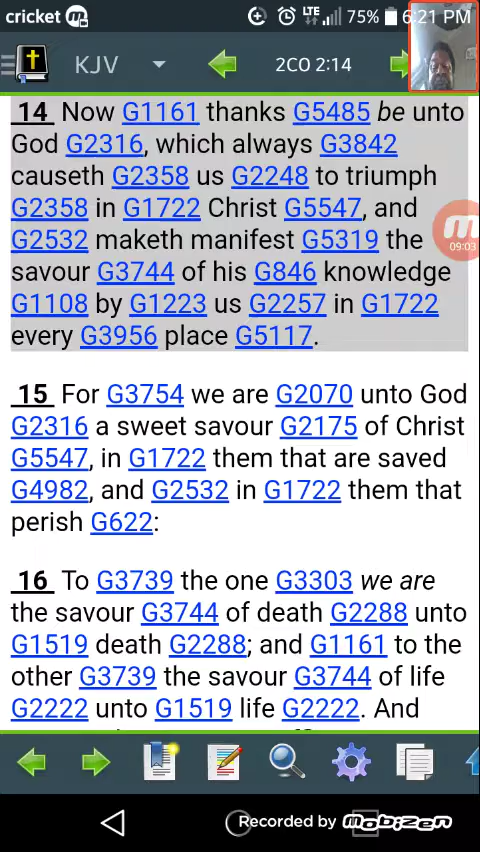 cricket LTE 75% 6:21 PM
KJV 2CO 2:14
14 Now G1161 thanks G5485 be unto
God G2316, which always G3842
causeth G2358 us G2248 to triumph
G2358 in G1722 Christ G5547, and
G2532 maketh manifest G5319 the
savour G3744 of his G846 knowledge
G1108 by G1223 us G2257 in G1722
every G3956 place G5117.
09:03
15 For G3754 we are G2070 unto God
G2316 a sweet savour G2175 of Christ
G5547, in G1722 them that are saved
G4982, and G2532 in G1722 them that
perish G622:
16 To G3739 the one G3303 we are
the savour G3744 of death G2288 unto
G1519 death G2288; and G1161 to the
other G3739 the savour G3744 of life
G2222 unto G1519 life G2222. And
Recorded by Mobizen